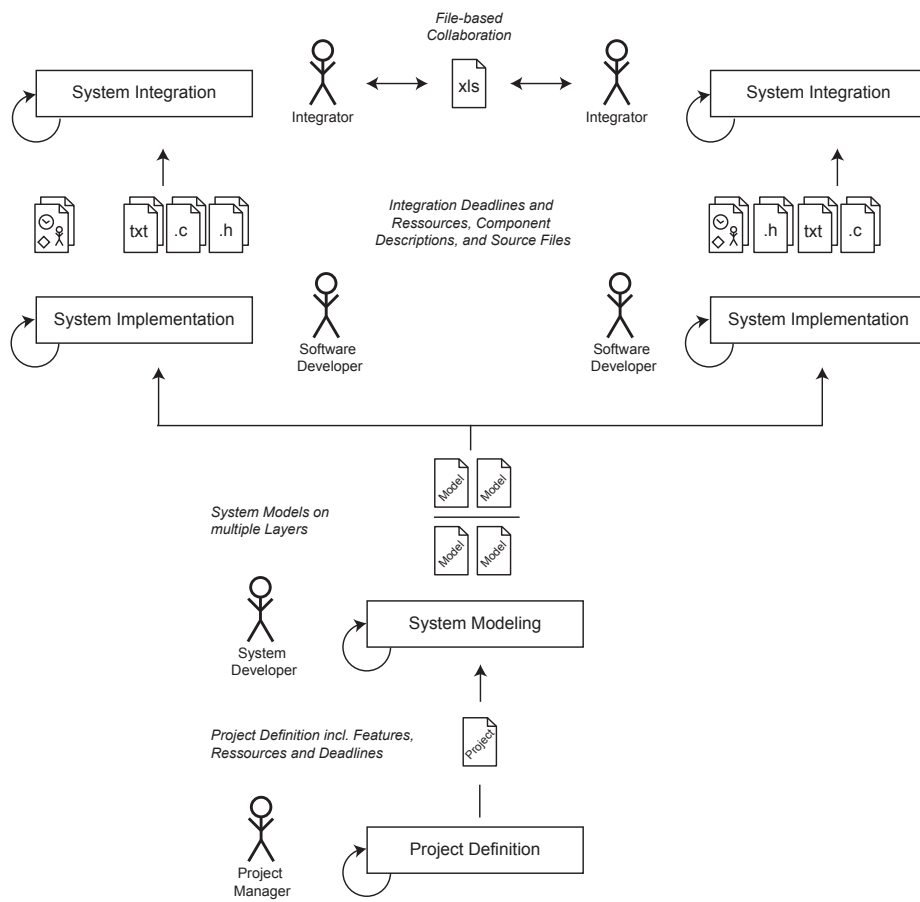 File-based
Collaboration
System Integration
xls
System Integration
Integrator
Integrator
txt
.c
.h
Integration Deadlines and
Ressources, Component
Descriptions, and Source Files
.h
txt
.c
System Implementation
System Implementation
Software
Developer
Software
Developer
Model
Model
System Models on
multiple Layers
Model
Model
System Modeling
System
Developer
Project Definition incl. Features,
Ressources and Deadlines
Project
Project Definition
Project
Manager